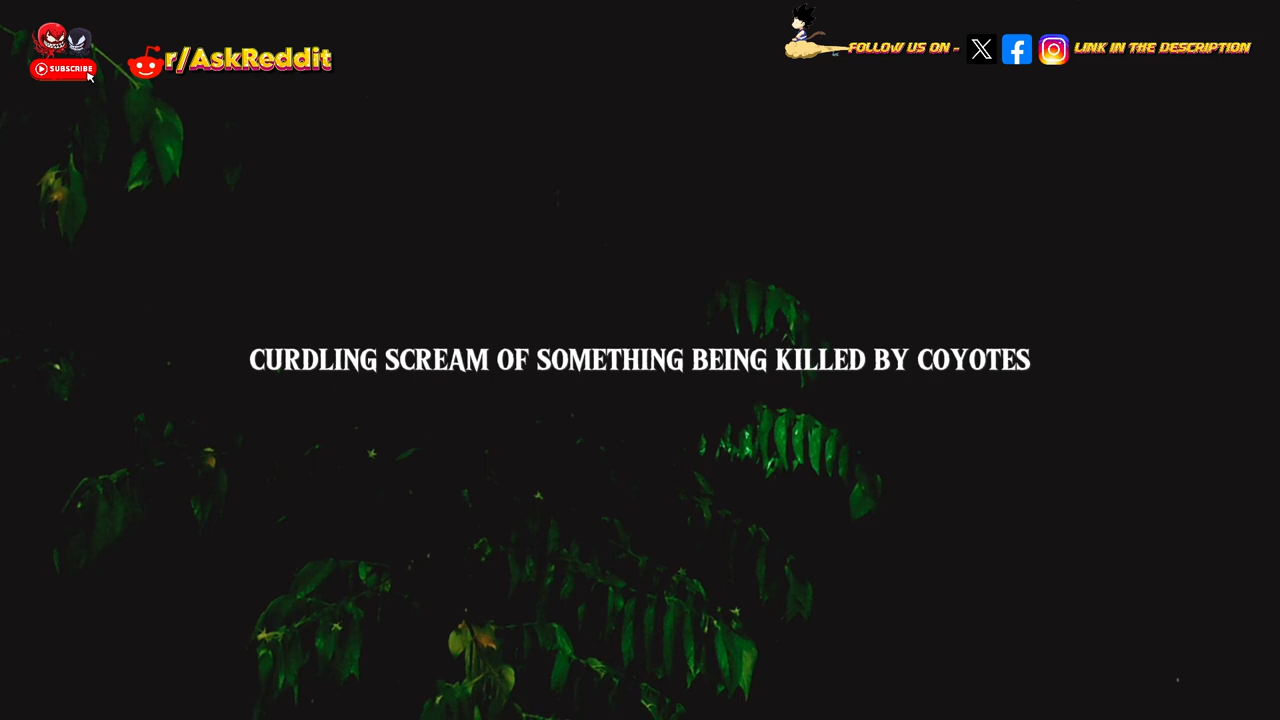 SUBSCRIBE
r/AskReddit
FOLLOW US ON -
LINK IN THE DESCRIPTION
CURDLING SCREAM OF SOMETHING BEING KILLED BY COYOTES